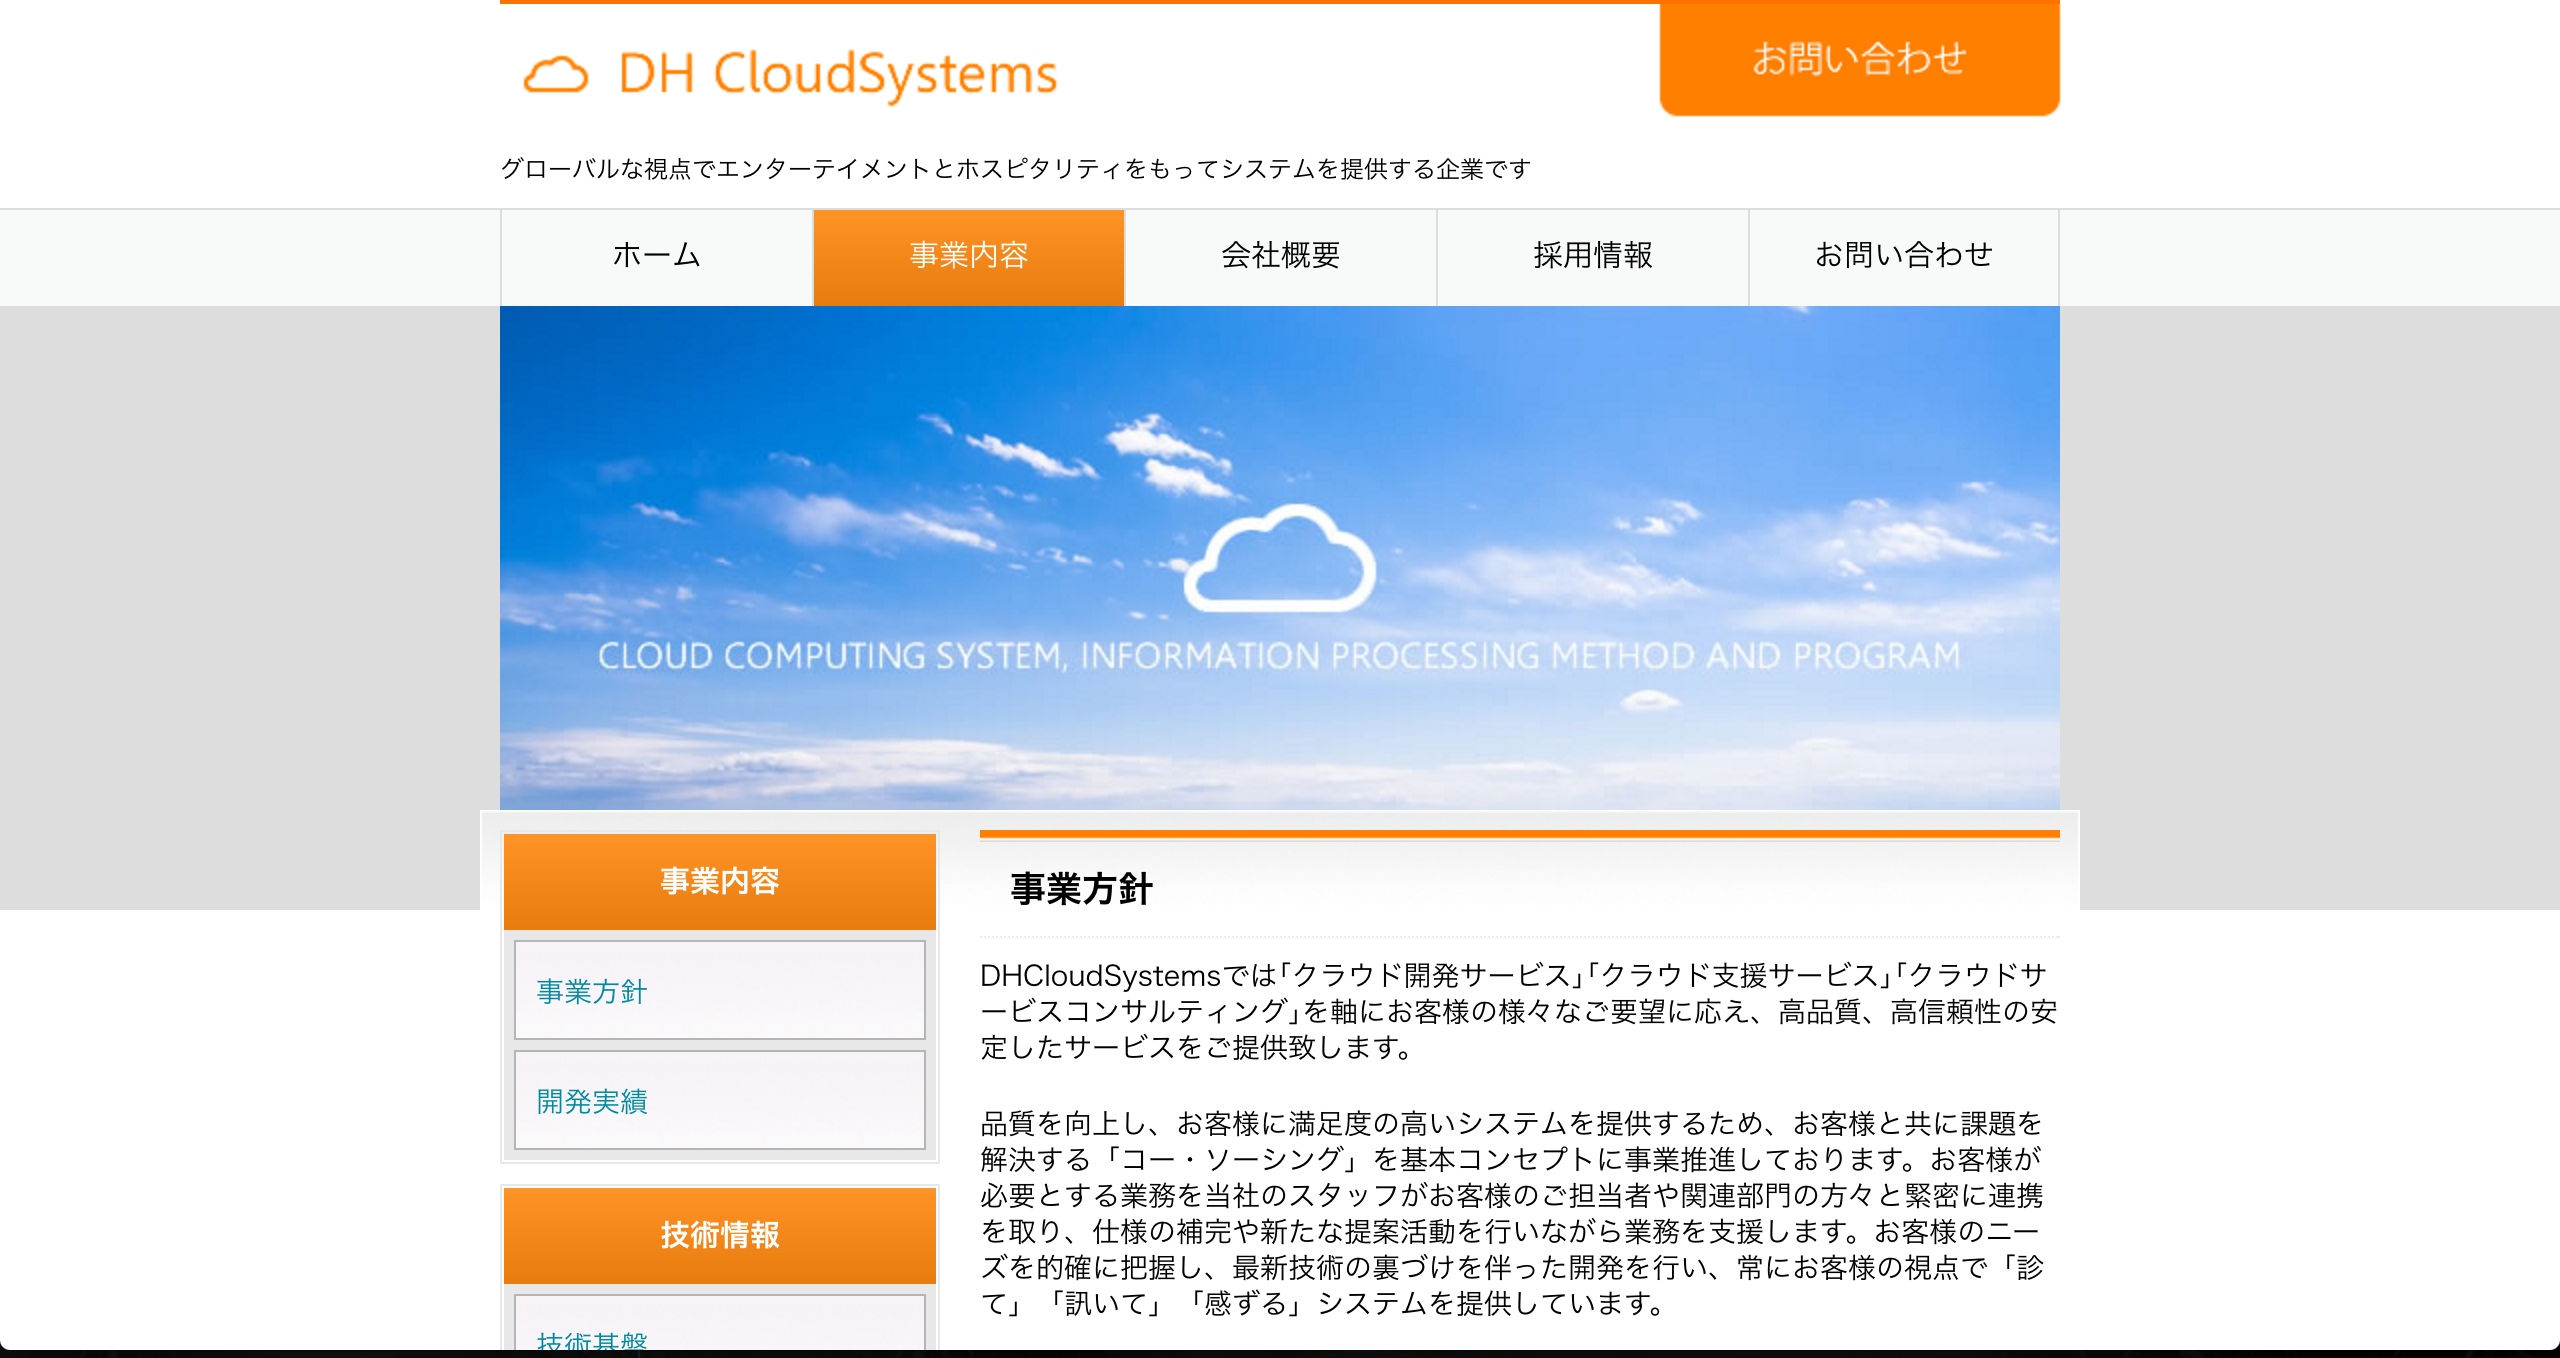 DH CloudSystems
お問い合わせ
グローバルな視点でエンターテイメントとホスピタリティをもってシステムを提供する企業です
ホーム
事業内容
会社概要
採用情報
お問い合わせ
CLOUD COMPUTING SYSTEM, INFORMATION PROCESSING METHOD AND PROGRAM
事業内容
事業方針
開発実績
技術情報
技術基盤
事業方針
DHCloudSystemsでは「クラウド開発サービス」「クラウド支援サービス」「クラウドサ
ービスコンサルティング」を軸にお客様の様々なご要望に応え、高品質、高信頼性の安
定したサービスをご提供致します。
品質を向上し、お客様に満足度の高いシステムを提供するため、お客様と共に課題を
解決する「コー・ソーシング」を基本コンセプトに事業推進しております。お客様が
必要とする業務を当社のスタッフがお客様のご担当者や関連部門の方々と緊密に連携
を取り、仕様の補完や新たな提案活動を行いながら業務を支援します。お客様のニー
ズを的確に把握し、最新技術の裏づけを伴った開発を行い、常にお客様の視点で「診
て」「訊いて」「感ずる」システムを提供しています。